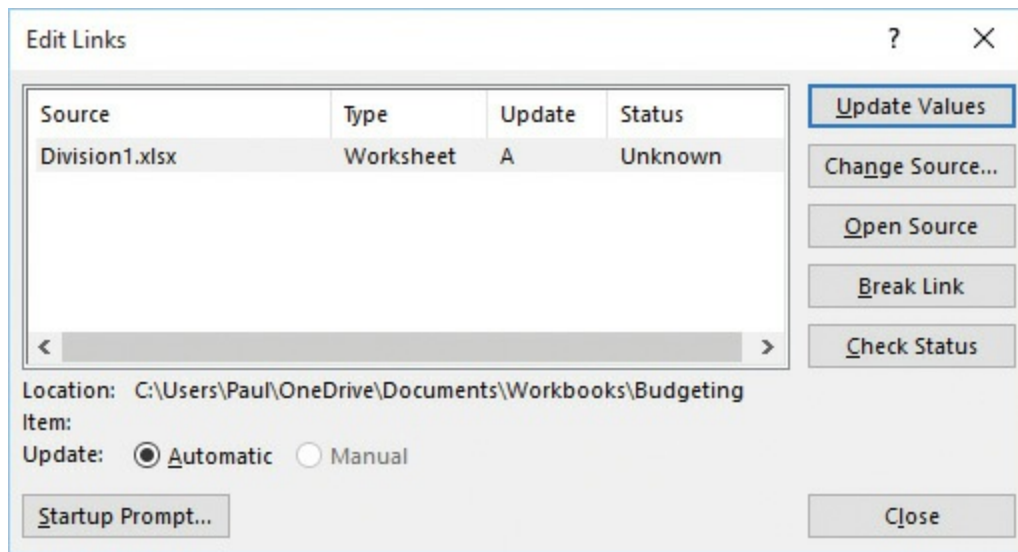 Edit Links
? X
Source Type Update Status
Division1.xlsx Worksheet A Unknown
Update Values
Change Source...
Open Source
Break Link
Check Status
Location: C:\Users\Paul\OneDrive\Documents\Workbooks\Budgeting
Item:
Update: Automatic Manual
Startup Prompt... Close